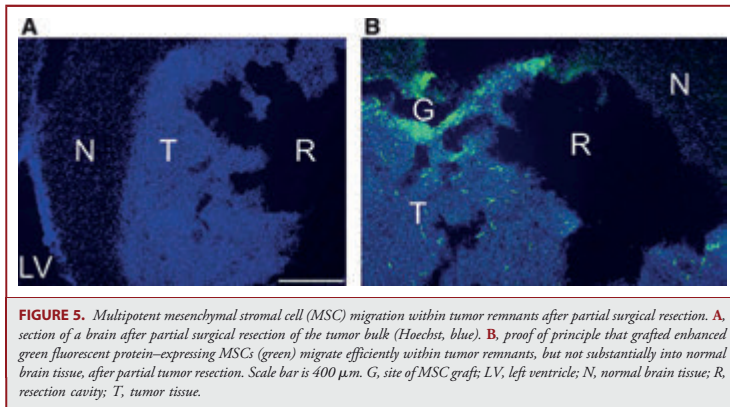 A
B
N
T
R
LV
G
N
R
T
FIGURE 5. Multipotent mesenchymal stromal cell (MSC) migration within tumor remnants after partial surgical resection. A,
section of a brain after partial surgical resection of the tumor bulk (Hoechst, blue). B, proof of principle that grafted enhanced
green fluorescent protein–expressing MSCs (green) migrate efficiently within tumor remnants, but not substantially into normal
brain tissue, after partial tumor resection. Scale bar is 400 μm. G, site of MSC graft; LV, left ventricle; N, normal brain tissue; R,
resection cavity; T, tumor tissue.